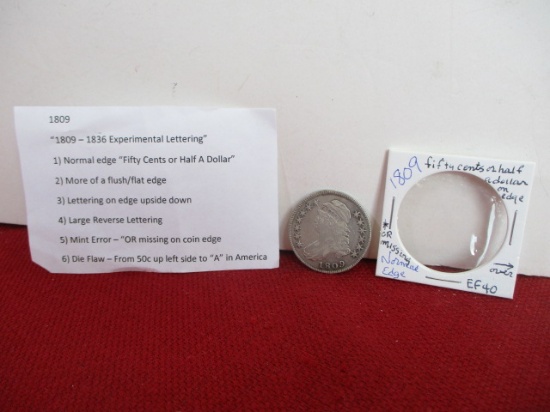 1809
“1809 – 1836 Experimental Lettering”
1) Normal edge “Fifty Cents or Half A Dollar”
2) More of a flush/flat edge
3) Lettering on edge upside down
4) Large Reverse Lettering
5) Mint Error – “OR missing on coin edge
6) Die Flaw – From 50c up left side to “A” in America
1809
1809 fifty cents or half
a dollar
on
edge
OR
missing
Normal
Edge
over
EF40